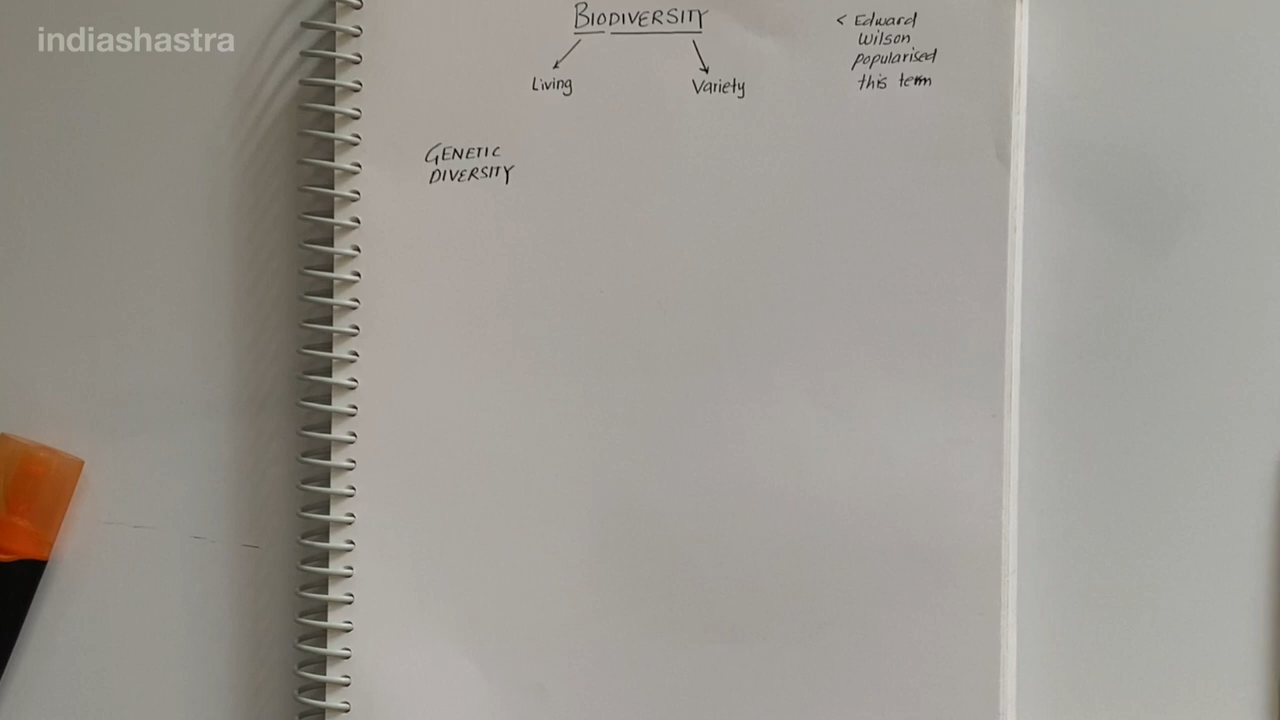 indiashastra
BIODIVERSITY
Living
Variety
< Edward
Wilson
popularised
this term
GENETIC
DIVERSITY